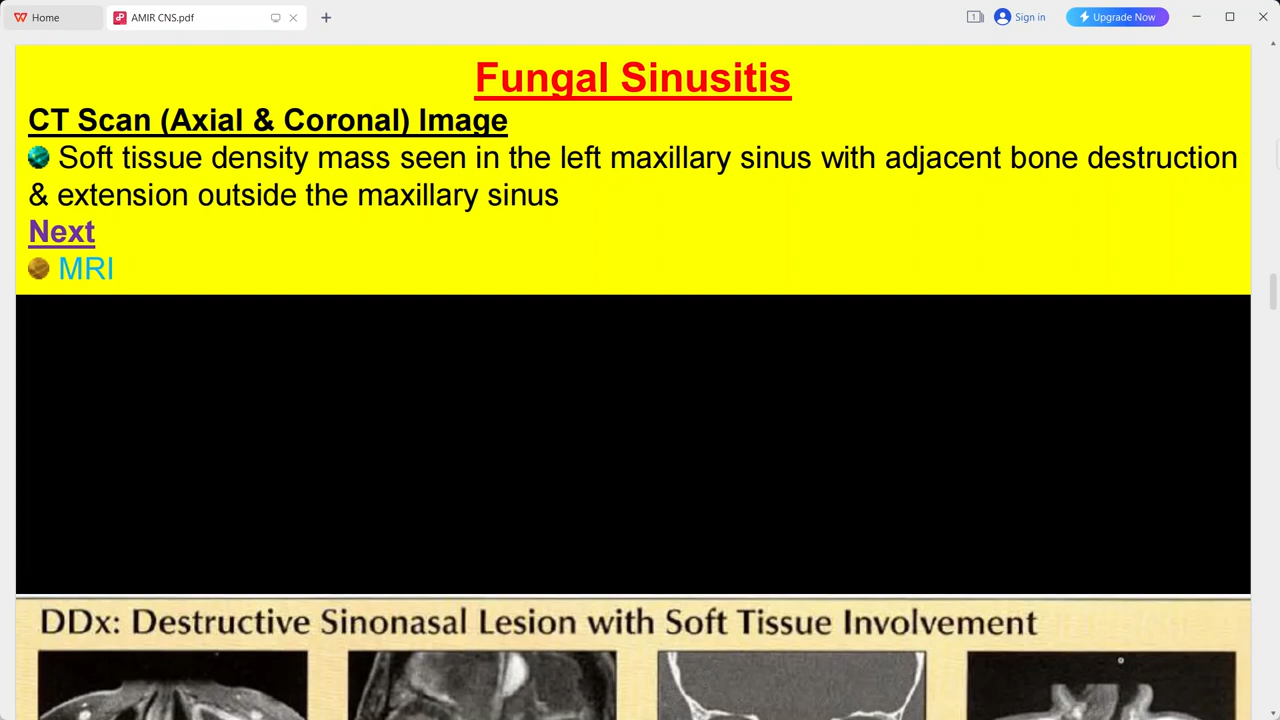 Home
AMIR CNS.pdf
1
Sign in
Upgrade Now
Fungal Sinusitis
CT Scan (Axial & Coronal) Image
Soft tissue density mass seen in the left maxillary sinus with adjacent bone destruction
& extension outside the maxillary sinus
Next
MRI
DDx: Destructive Sinonasal Lesion with Soft Tissue Involvement